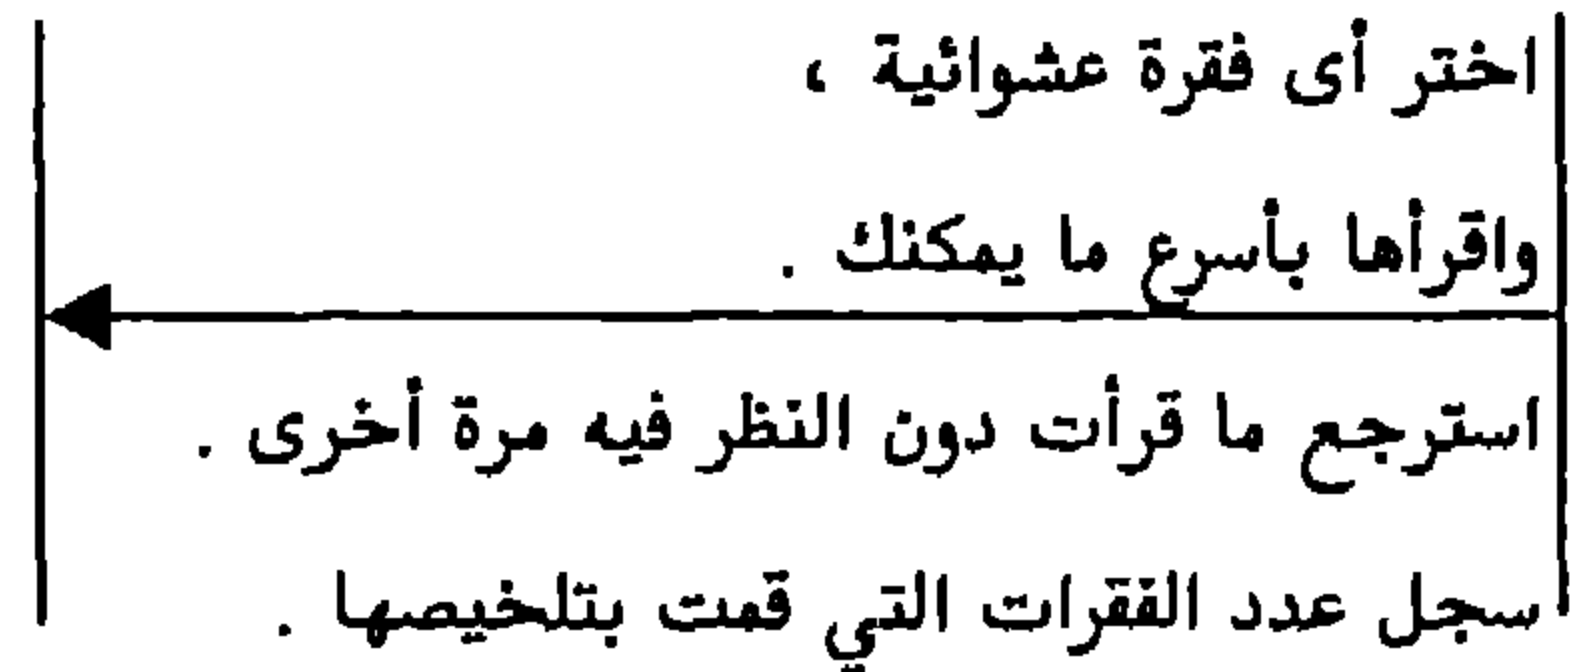 اختر أى فقرة عشوائية ،
واقرأها بأسرع ما يمكنك .
استرجع ما قرأت دون النظر فيه مرة أخرى .
سجل عدد الفقرات التي قمت بتلخيصها .